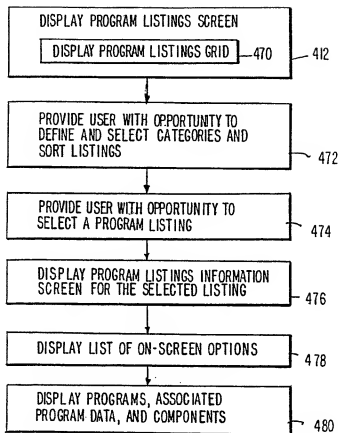 DISPLAY PROGRAM LISTINGS SCREEN
DISPLAY PROGRAM LISTINGS GRID
470
412
PROVIDE USER WITH OPPORTUNITY TO
DEFINE AND SELECT CATEGORIES AND
SORT LISTINGS
472
PROVIDE USER WITH OPPORTUNITY TO
SELECT A PROGRAM LISTING
474
DISPLAY PROGRAM LISTINGS INFORMATION
SCREEN FOR THE SELECTED LISTING
476
DISPLAY LIST OF ON-SCREEN OPTIONS
478
DISPLAY PROGRAMS, ASSOCIATED
PROGRAM DATA, AND COMPONENTS
480